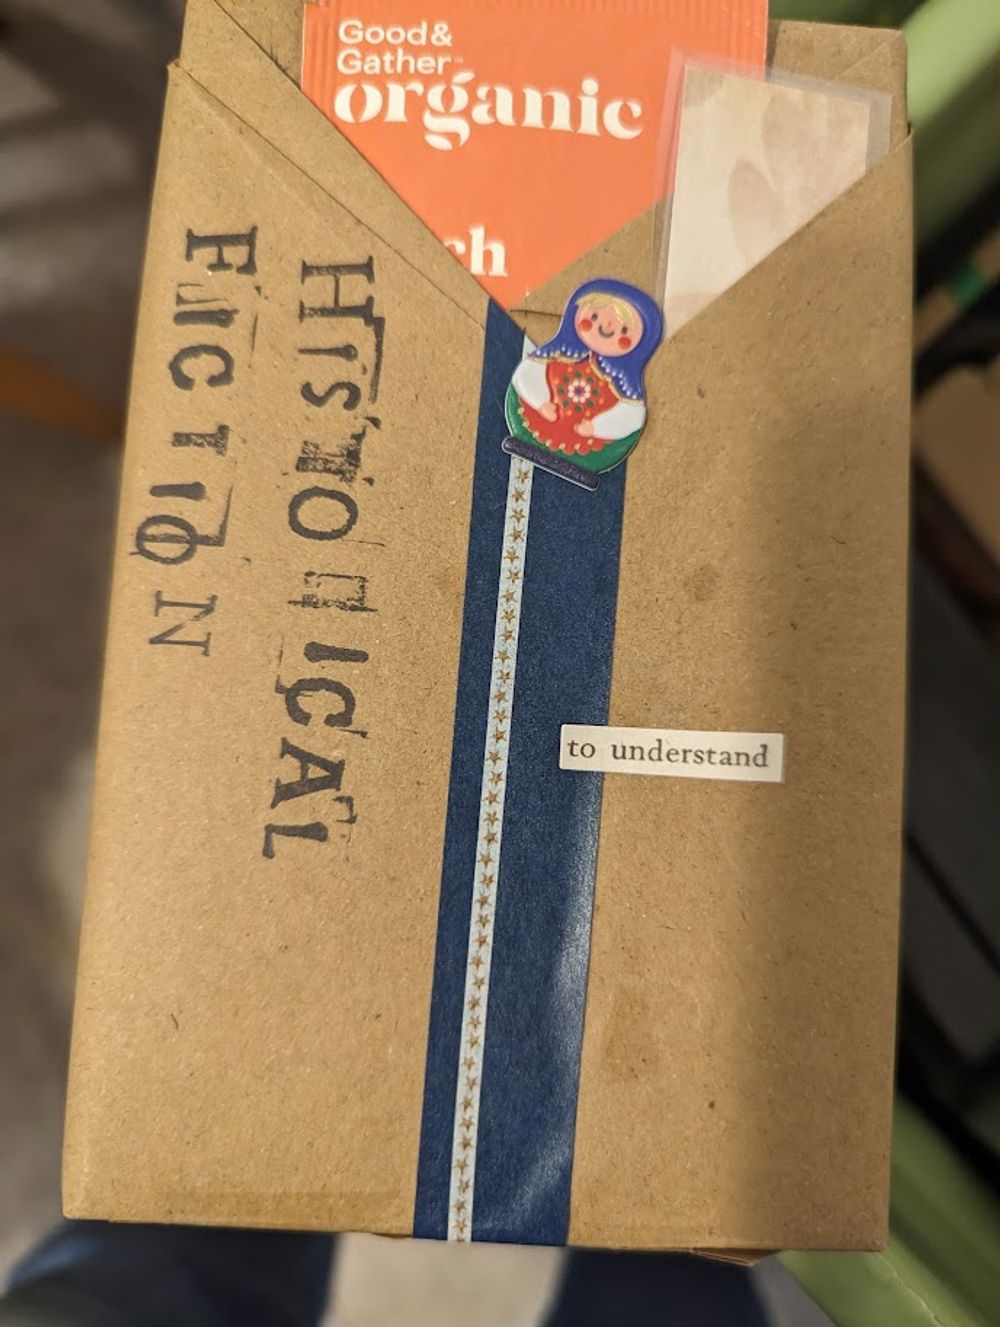 Good &
Gather
organic
ch
HISTORICAL
FICTION
to understand